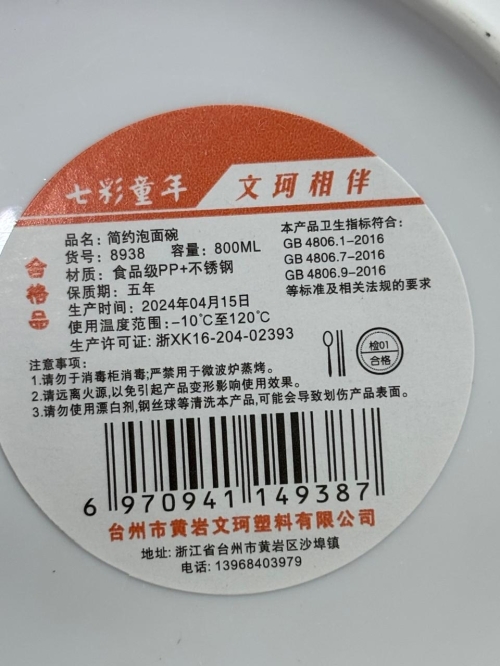 七彩童年 文珂相伴
合格品
品名：简约泡面碗
货号：8938 容量：800ML
材质：食品级PP+不锈钢
保质期：五年
生产时间：2024年04月15日
使用温度范围：-10℃至120℃
生产许可证：浙XK16-204-02393
本产品卫生指标符合：
GB 4806.1-2016
GB 4806.7-2016
GB 4806.9-2016
等标准及相关法规的要求
检01
合格
注意事项：
1.请勿于消毒柜消毒；严禁用于微波炉蒸烤。
2.请远离火源，以免引起产品变形影响使用效果。
3.请勿使用漂白剂，钢丝球等清洗本产品，可能会导致划伤产品表面。
6 970941 149387
台州市黄岩文珂塑料有限公司
地址：浙江省台州市黄岩区沙埠镇
电话：13968403979